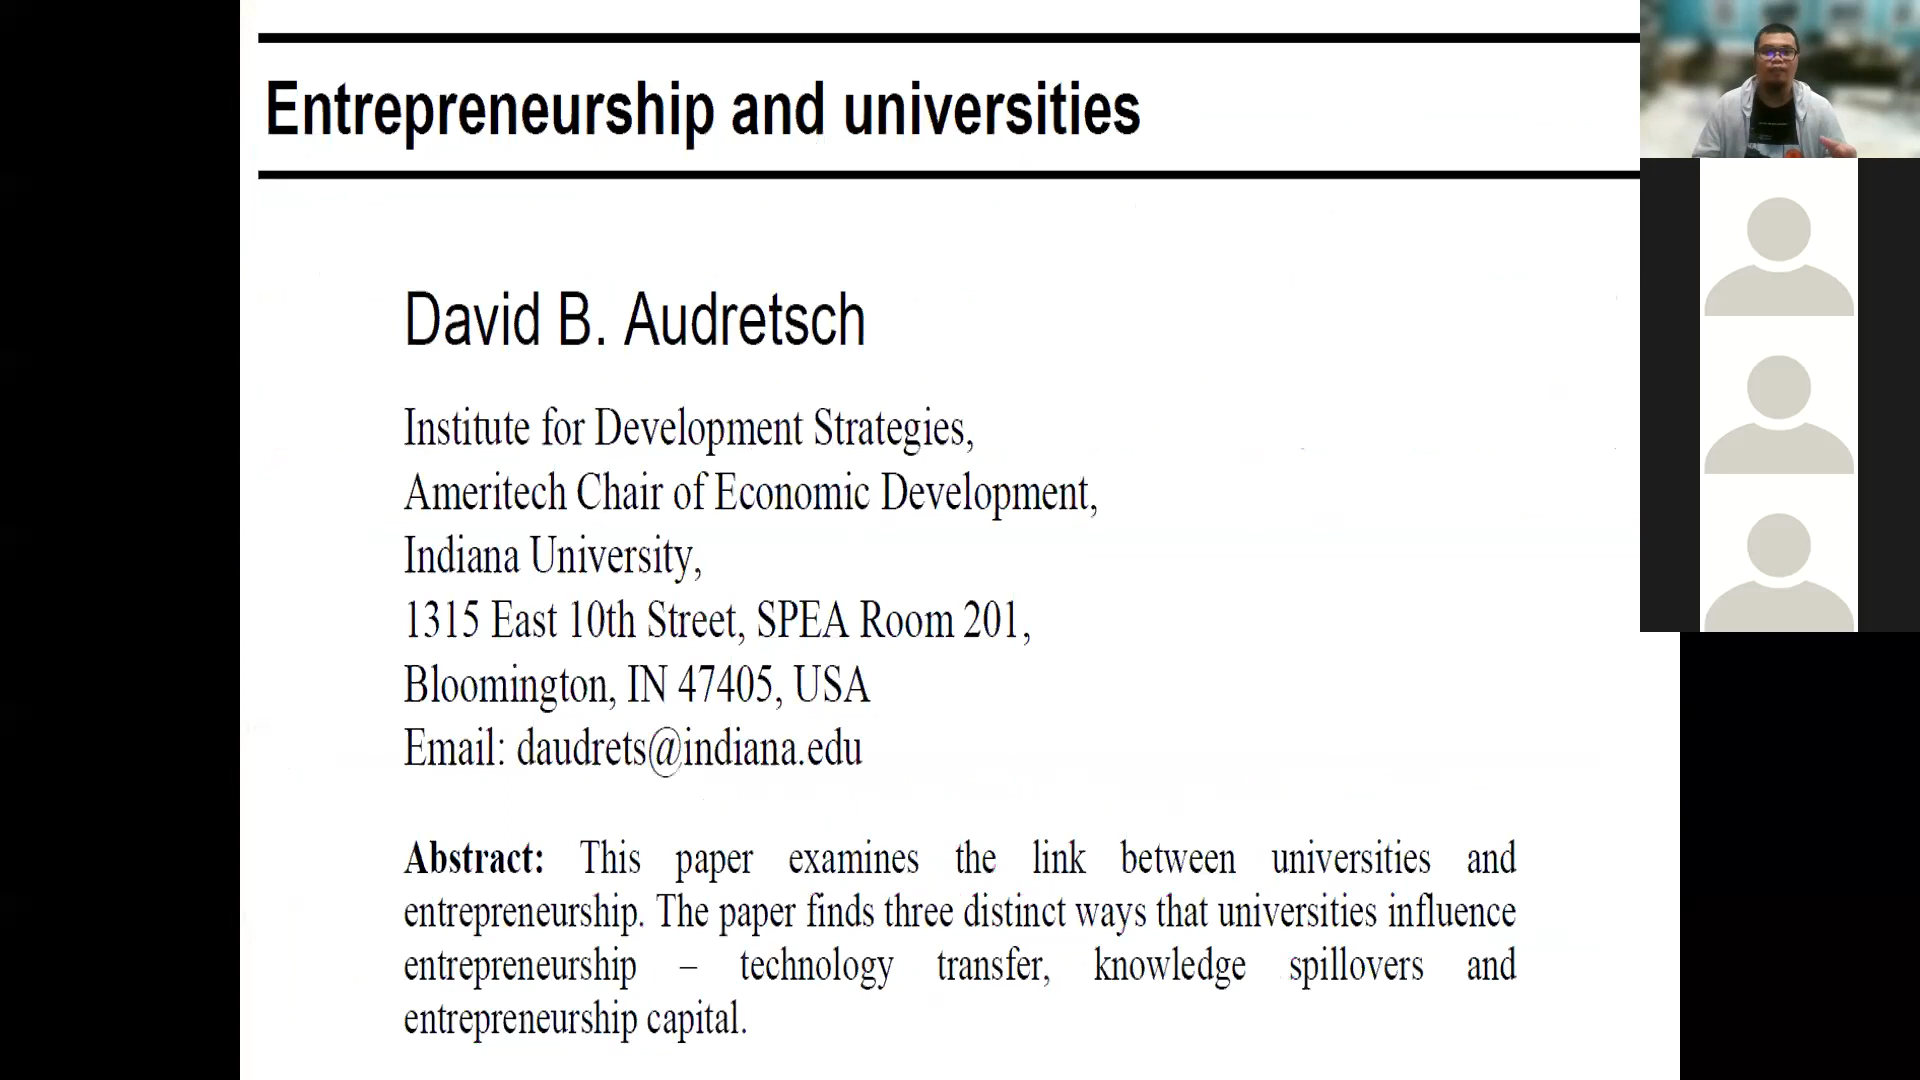 Entrepreneurship and universities
David B. Audretsch
Institute for Development Strategies,
Ameritech Chair of Economic Development,
Indiana University,
1315 East 10th Street, SPEA Room 201,
Bloomington, IN 47405, USA
Email: daudrets@indiana.edu
Abstract: This paper examines the link between universities and
entrepreneurship. The paper finds three distinct ways that universities influence
entrepreneurship – technology transfer, knowledge spillovers and
entrepreneurship capital.